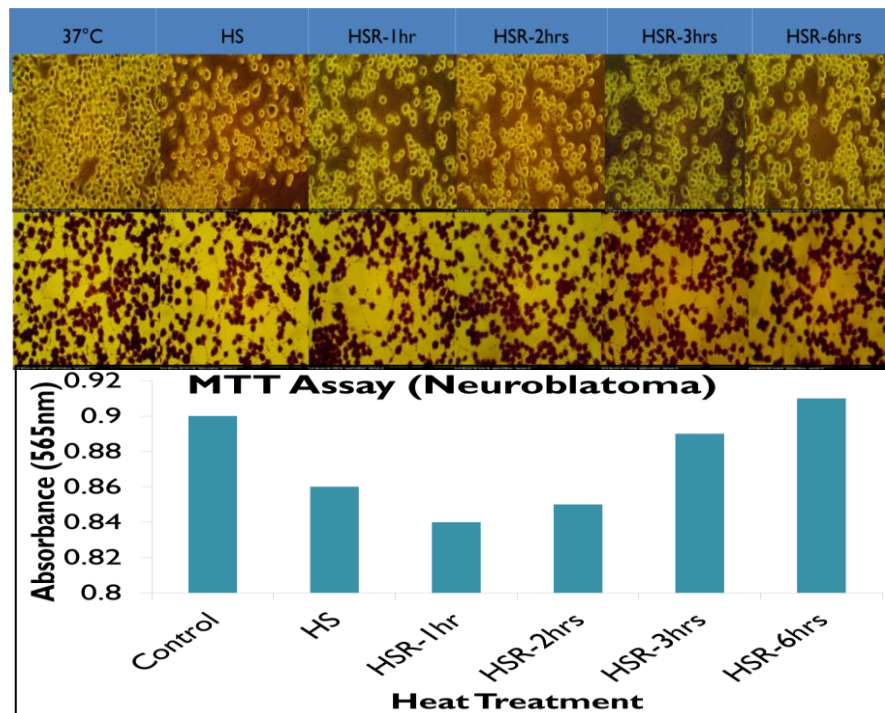 37°C HS HSR-1hr HSR-2hrs HSR-3hrs HSR-6hrs
MTT Assay (Neuroblatoma)
Absorbance (565nm)
0.92
0.9
0.88
0.86
0.84
0.82
0.8
Control HS HSR-1hr HSR-2hrs HSR-3hrs HSR-6hrs
Heat Treatment